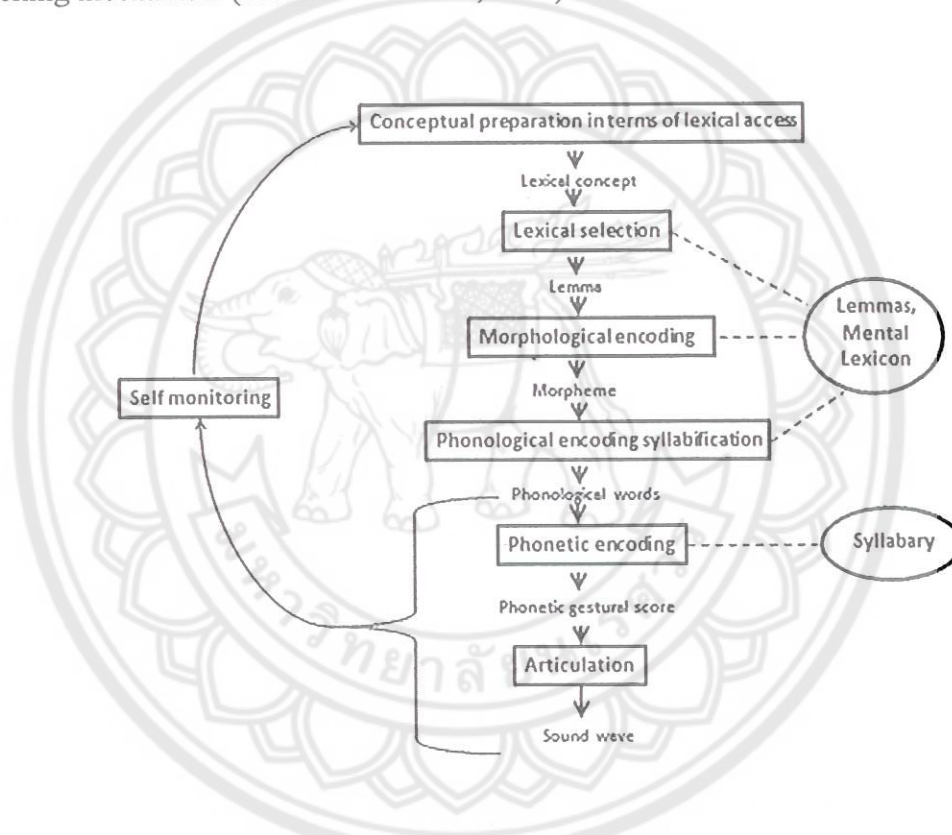 Conceptual preparation in terms of lexical access
Lexical concept
Lexical selection
Lemma
Lemmas,
Mental
Lexicon
Morphological encoding
Morpheme
Self monitoring
Phonological encoding syllabification
Phonological words
Phonetic encoding
Syllabary
Phonetic gestural score
Articulation
Sound wave